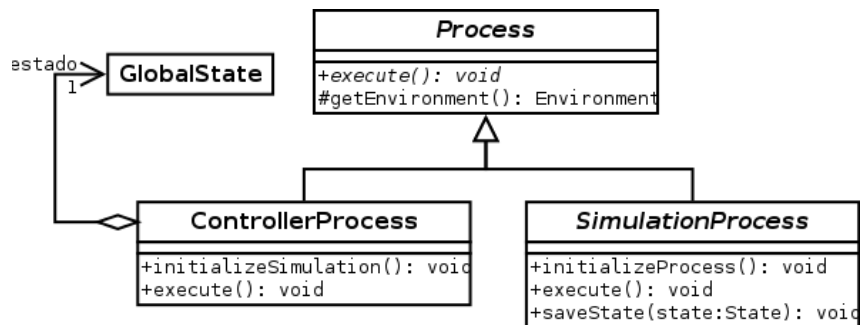 Process
+execute(): void
#getEnvironment(): Environment
estado
GlobalState
1
ControllerProcess
+initializeSimulation(): void
+execute(): void
SimulationProcess
+initializeProcess(): void
+execute(): void
+saveState(state:State): void